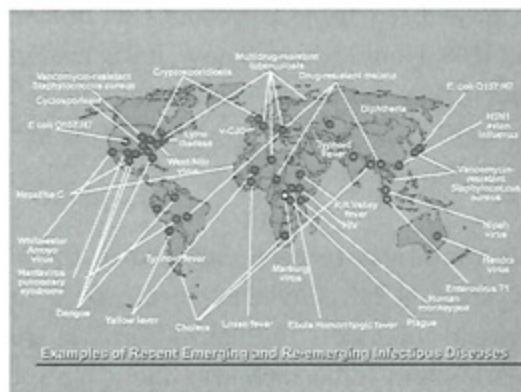 Multidrug-resistant
tuberculosis
Vancomycin-resistant
Staphylococcus aureus
Cryptosporidiosis
Drug-resistant malaria
E. coli O157:H7
Cyclosporiasis
Diphtheria
E. coli O157:H7
Lyme
disease
v-CJD
Typhoid
Fever
H5N1
avian
influenza
West Nile
virus
Vancomycin-
resistant
Staphylococcus
aureus
Hepatitis C
Rift Valley
fever
HIV
Nipah
virus
Whitewater
Arroyo
virus
Typhoid fever
Hendra
Virus
Hantavirus
pulmonary
syndrome
Marburg
virus
Enterovirus 71
Human
monkeypox
Dengue
Yellow fever
Cholera
Lassa fever
Ebola Hemorrhagic fever
Plague
Examples of Recent Emerging and Re-emerging Infectious Diseases